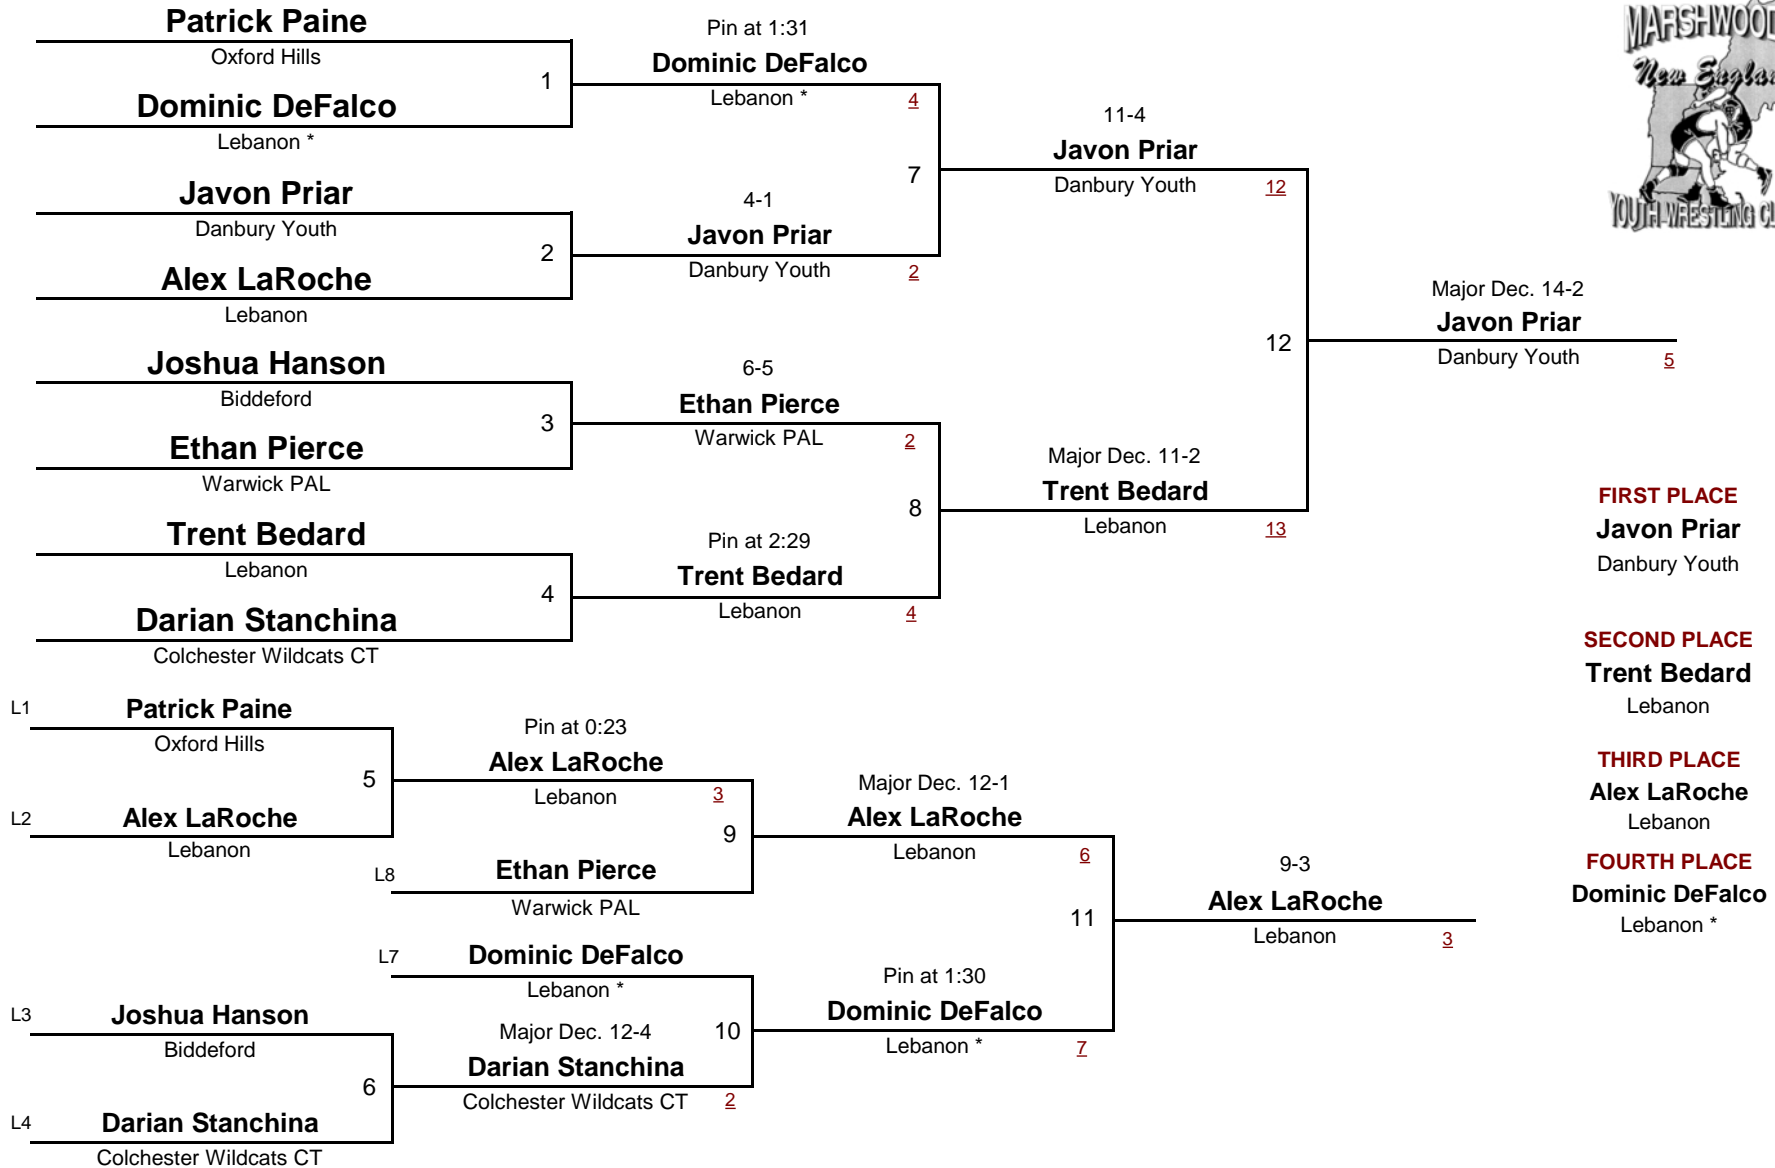 Patrick Paine
Oxford Hills
1
Dominic DeFalco
Lebanon *
Javon Priar
Danbury Youth
2
Alex LaRoche
Lebanon
Joshua Hanson
Biddeford
3
Ethan Pierce
Warwick PAL
Trent Bedard
Lebanon
4
Darian Stanchina
Colchester Wildcats CT
Pin at 1:31
Dominic DeFalco
Lebanon * 4
7
4-1
Javon Priar
Danbury Youth 2
6-5
Ethan Pierce
Warwick PAL 2
8
Pin at 2:29
Trent Bedard
Lebanon 4
11-4
Javon Priar
Danbury Youth 12
12
Major Dec. 11-2
Trent Bedard
Lebanon 13
Major Dec. 14-2
Javon Priar
Danbury Youth 5
MARSHWOOD
New England
YOUTH WRESTLING
FIRST PLACE
Javon Priar
Danbury Youth
SECOND PLACE
Trent Bedard
Lebanon
THIRD PLACE
Alex LaRoche
Lebanon
FOURTH PLACE
Dominic DeFalco
Lebanon *
L1 Patrick Paine
Oxford Hills
5
L2 Alex LaRoche
Lebanon
L3 Joshua Hanson
Biddeford
6
L4 Darian Stanchina
Colchester Wildcats CT
Pin at 0:23
Alex LaRoche
Lebanon 3
9
L8 Ethan Pierce
Warwick PAL
L7 Dominic DeFalco
Lebanon *
Major Dec. 12-4 10
Darian Stanchina
Colchester Wildcats CT 2
Major Dec. 12-1
Alex LaRoche
Lebanon 6
11
Pin at 1:30
Dominic DeFalco
Lebanon * 7
9-3
Alex LaRoche
Lebanon 3